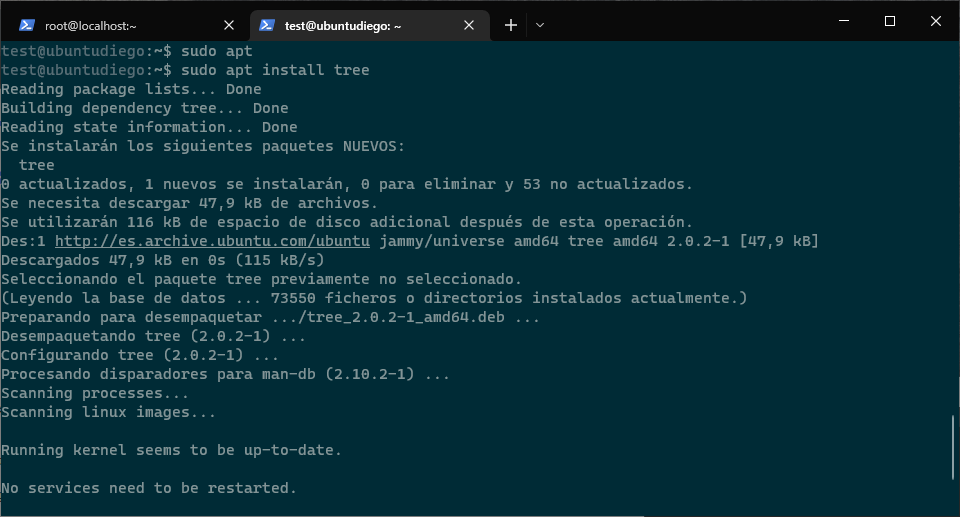 root@localhost:~
test@ubuntudiego: ~
test@ubuntudiego:~$ sudo apt
test@ubuntudiego:~$ sudo apt install tree
Reading package lists... Done
Building dependency tree... Done
Reading state information... Done
Se instalarán los siguientes paquetes NUEVOS:
  tree
0 actualizados, 1 nuevos se instalarán, 0 para eliminar y 53 no actualizados.
Se necesita descargar 47,9 kB de archivos.
Se utilizarán 116 kB de espacio de disco adicional después de esta operación.
Des:1 http://es.archive.ubuntu.com/ubuntu jammy/universe amd64 tree amd64 2.0.2-1 [47,9 kB]
Descargados 47,9 kB en 0s (115 kB/s)
Seleccionando el paquete tree previamente no seleccionado.
(Leyendo la base de datos ... 73550 ficheros o directorios instalados actualmente.)
Preparando para desempaquetar .../tree_2.0.2-1_amd64.deb ...
Desempaquetando tree (2.0.2-1) ...
Configurando tree (2.0.2-1) ...
Procesando disparadores para man-db (2.10.2-1) ...
Scanning processes...
Scanning linux images...
Running kernel seems to be up-to-date.
No services need to be restarted.